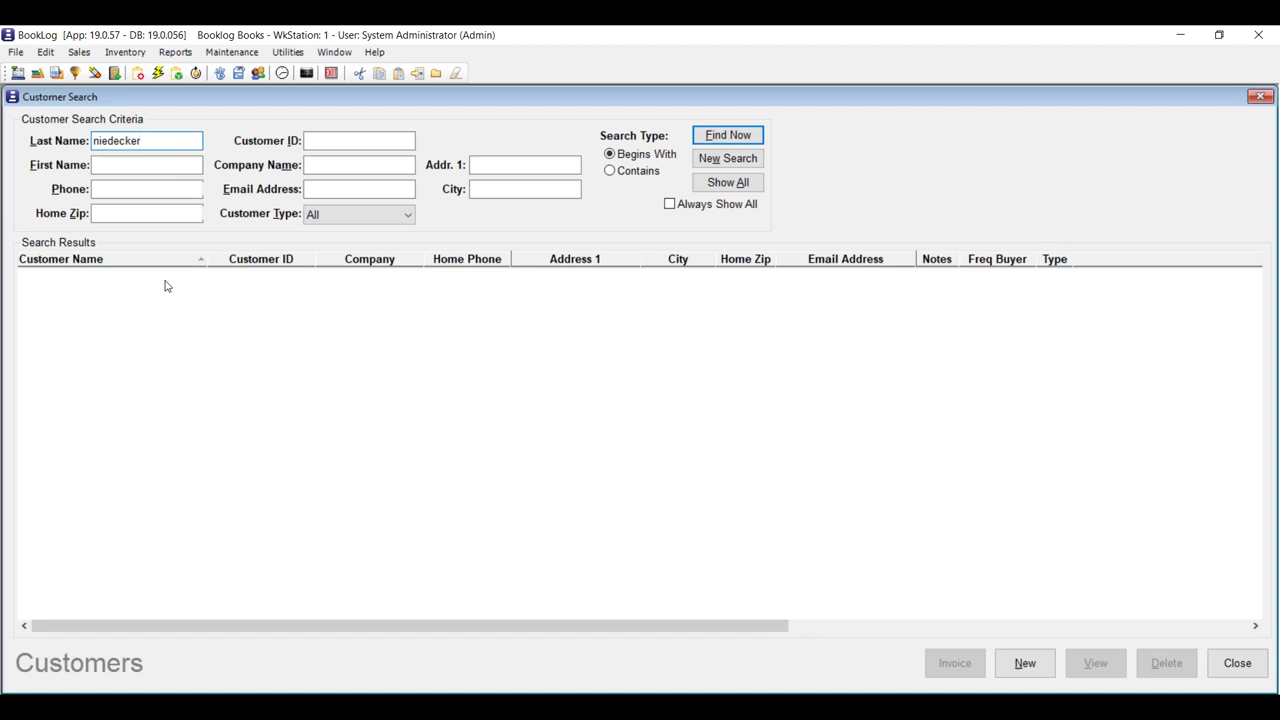 BookLog [App: 19.0.57 - DB: 19.0.056] Booklog Books - WkStation: 1 - User: System Administrator (Admin)
File Edit Sales Inventory Reports Maintenance Utilities Window Help
Customer Search
Customer Search Criteria
Last Name: niedecker Customer ID: Search Type: Find Now
First Name: Company Name: Addr. 1: Begins With New Search
Contains
Phone: Email Address: City: Show All
Home Zip: Customer Type: All Always Show All
Search Results
Customer Name Customer ID Company Home Phone Address 1 City Home Zip Email Address Notes Freq Buyer Type
Customers Invoice New View Delete Close